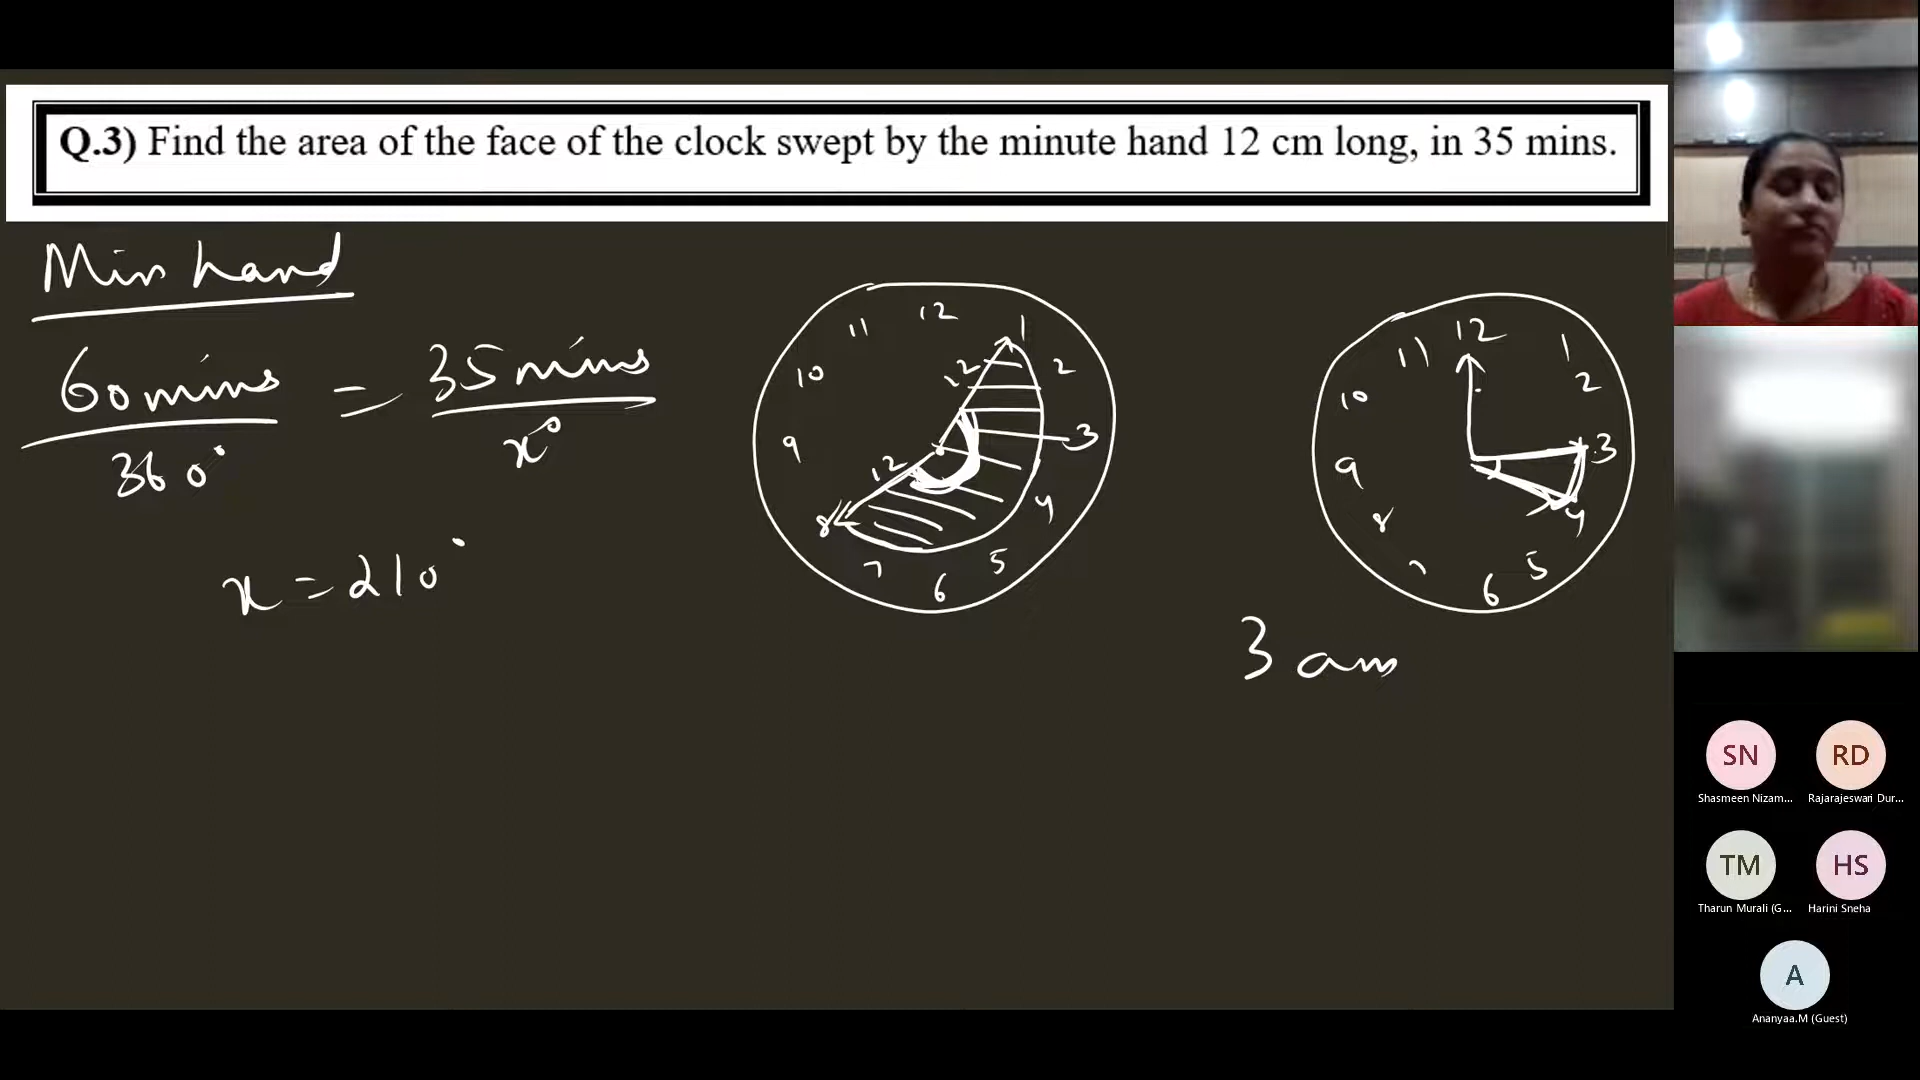 Q.3) Find the area of the face of the clock swept by the minute hand 12 cm long, in 35 mins.
Min hand
60 mins = 35 mins
360° x°
x = 210°
12
11
1
10
12
2
9
3
12
8
4
7
5
6
12
11
1
10
2
9
3
8
4
7
5
6
3 am
SN
RD
Shasmeen Nizam...
Rajarajeswari Dur...
TM
HS
Tharun Murali (G...
Harini Sneha
A
Ananyaa.M (Guest)